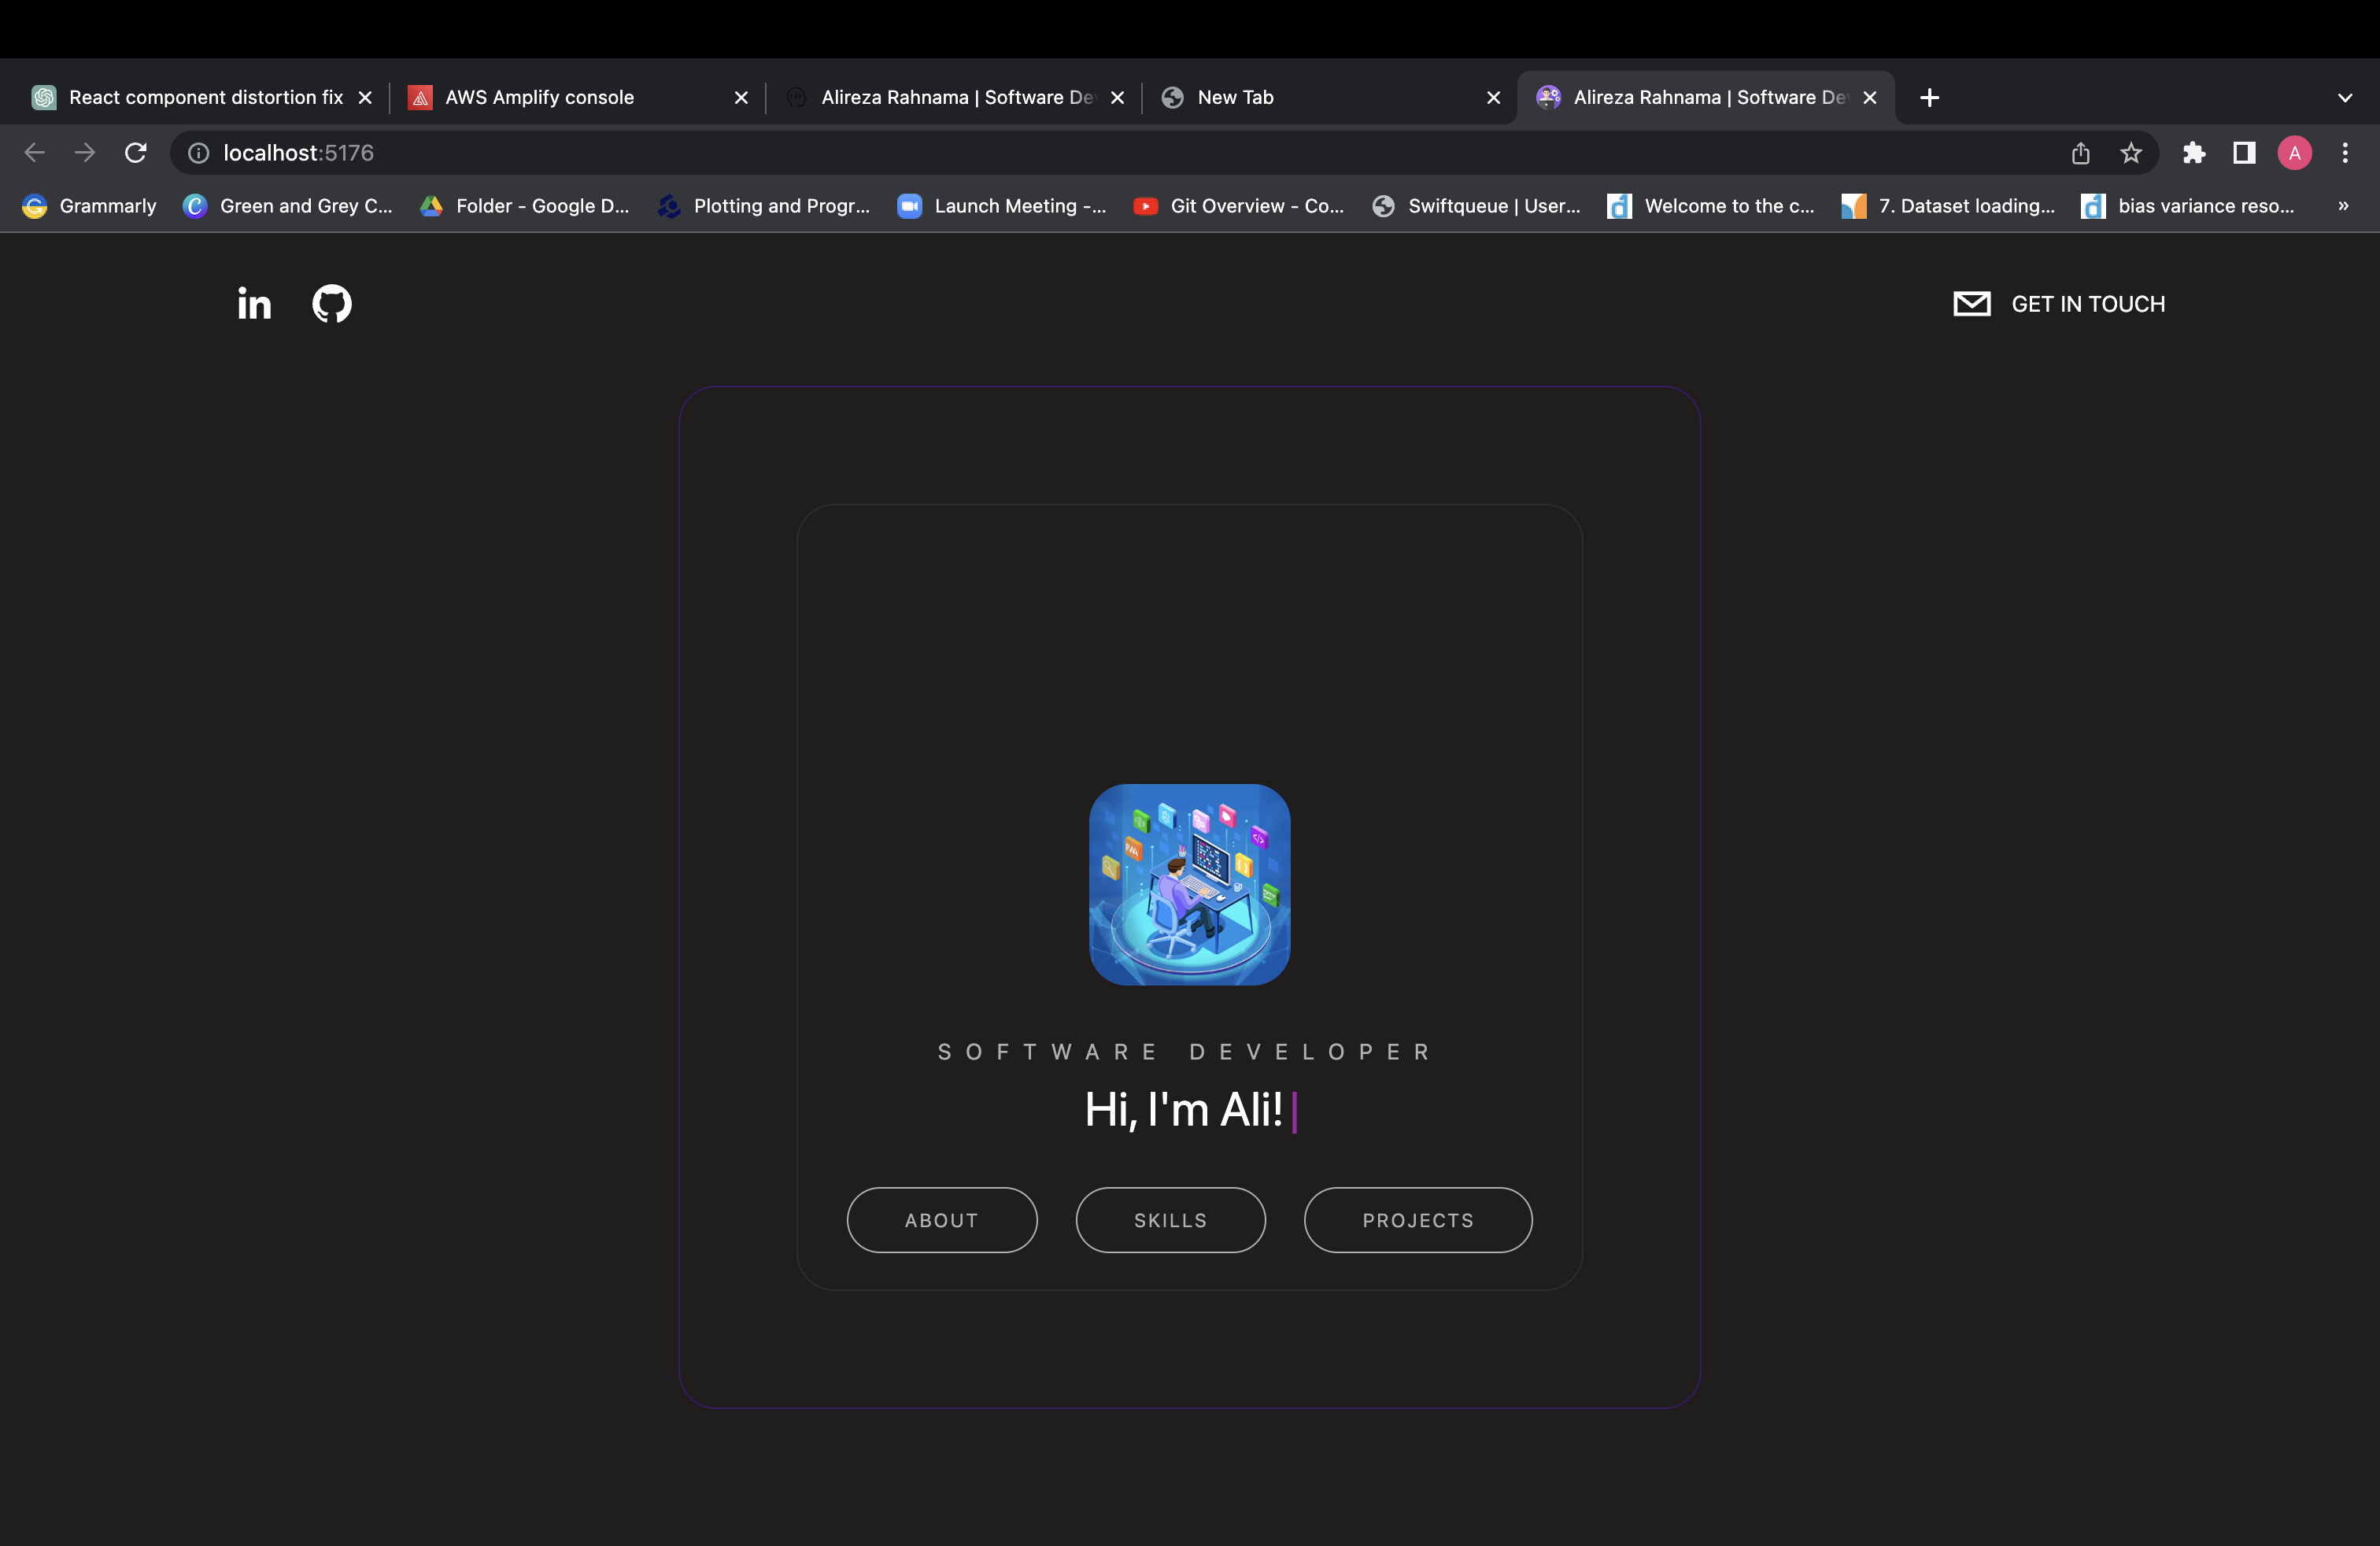 React component distortion fix
AWS Amplify console
Alireza Rahnama | Software De
New Tab
Alireza Rahnama | Software De
localhost:5176
A
Grammarly
Green and Grey C...
Folder - Google D...
Plotting and Progr...
Launch Meeting -...
Git Overview - Co...
Swiftqueue | User...
Welcome to the c...
7. Dataset loading...
bias variance reso...
»
in
GET IN TOUCH
SOFTWARE DEVELOPER
Hi, I'm Ali!
ABOUT
SKILLS
PROJECTS